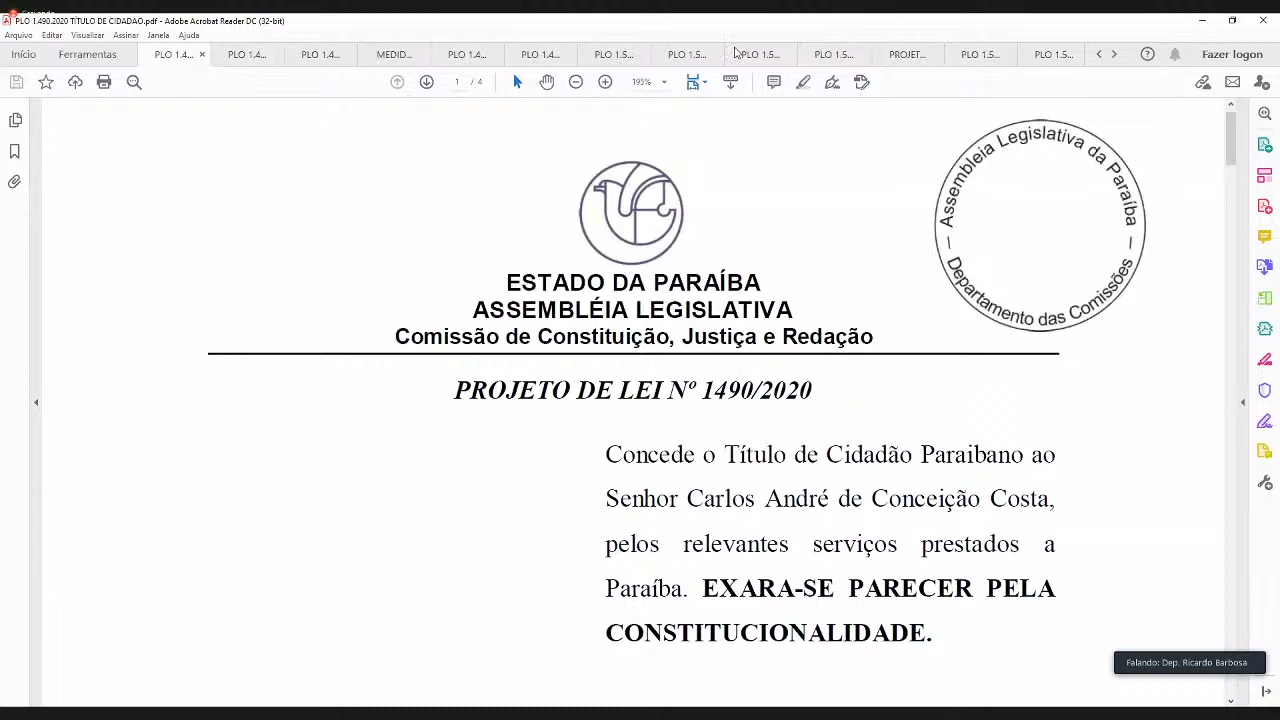 Gravando
PLO 1.490.2020 TÍTULO DE CIDADAO.pdf - Adobe Acrobat Reader DC (32-bit)
Arquivo Editar Visualizar Assinar Janela Ajuda
Início Ferramentas PLO 1.4... × PLO 1.4... PLO 1.4... MEDID... PLO 1.4... PLO 1.4... PLO 1.5... PLO 1.5... PLO 1.5... PLO 1.5... PROJET... PLO 1.5... PLO 1.5... Fazer logon
1 / 4 195%
Assembleia Legislativa da Paraíba
Departamento das Comissões
ESTADO DA PARAÍBA
ASSEMBLÉIA LEGISLATIVA
Comissão de Constituição, Justiça e Redação
PROJETO DE LEI Nº 1490/2020
Concede o Título de Cidadão Paraibano ao
Senhor Carlos André de Conceição Costa,
pelos relevantes serviços prestados a
Paraíba. EXARA-SE PARECER PELA
CONSTITUCIONALIDADE.
Falando: Dep. Ricardo Barbosa